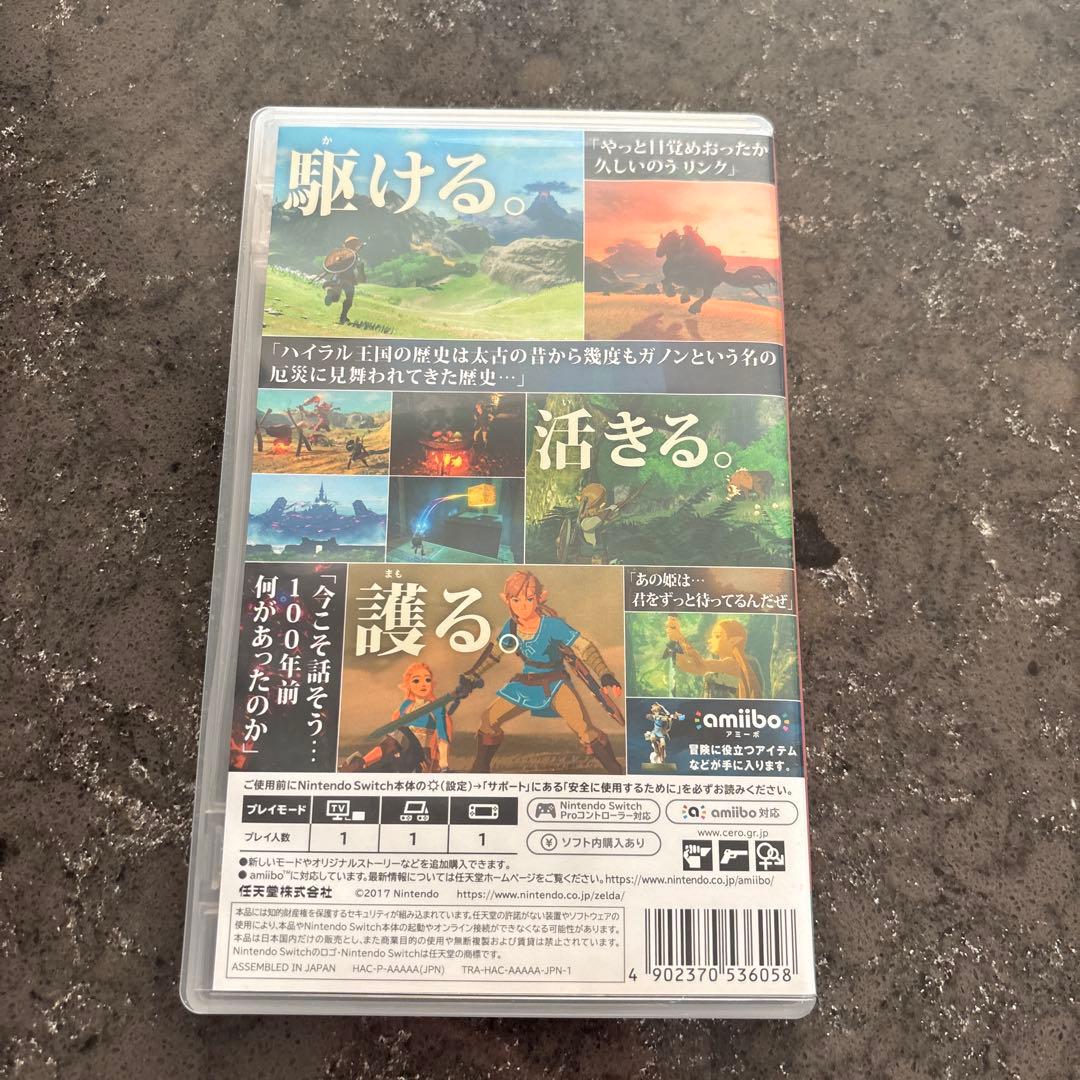 か
駆ける。
「やっと目覚めおったか
久しいのう リンク」
「ハイラル王国の歴史は太古の昔から幾度もガノンという名の
厄災に見舞われてきた歴史…」
活きる。
「今こそ話そう…
100年前
何があったのか」
まも
護る。
「あの姫は…
君をずっと待ってるんだぜ」
amiibo
アミーボ
冒険に役立つアイテム
などが手に入ります。
ご使用前にNintendo Switch本体の(設定)→「サポート」にある「安全に使用するために」を必ずお読みください。
プレイモード
TV
プレイ人数
1
1
1
Nintendo Switch
Proコントローラー対応
amiibo 対応
ソフト内購入あり
www.cero.gr.jp
●新しいモードやオリジナルストーリーなどを追加購入できます。
●amiibo™に対応しています。最新情報については任天堂ホームページをご覧ください。https://www.nintendo.co.jp/amiibo/
任天堂株式会社 ©2017 Nintendo https://www.nintendo.co.jp/zelda/
本品には知的財産権を保護するセキュリティが組み込まれています。任天堂の許諾がない装置やソフトウェアの
使用により、本品やNintendo Switch本体の起動やオンライン接続ができなくなる可能性があります。
本品は日本国内だけの販売とし、また商業目的の使用や無断複製および賃貸は禁止されています。
Nintendo Switchのロゴ・Nintendo Switchは任天堂の商標です。
ASSEMBLED IN JAPAN HAC-P-AAAAA(JPN) TRA-HAC-AAAAA-JPN-1
4 902370 536058